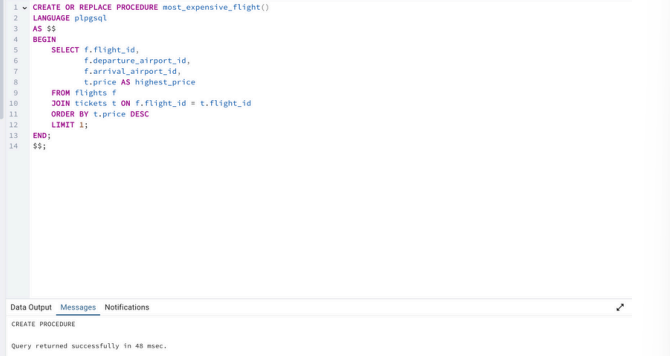 1 CREATE OR REPLACE PROCEDURE most_expensive_flight()
2 LANGUAGE plpgsql
3 AS $$
4 BEGIN
5 SELECT f.flight_id,
6 f.departure_airport_id,
7 f.arrival_airport_id,
8 t.price AS highest_price
9 FROM flights f
10 JOIN tickets t ON f.flight_id = t.flight_id
11 ORDER BY t.price DESC
12 LIMIT 1;
13 END;
14 $$;
Data Output Messages Notifications
CREATE PROCEDURE
Query returned successfully in 48 msec.